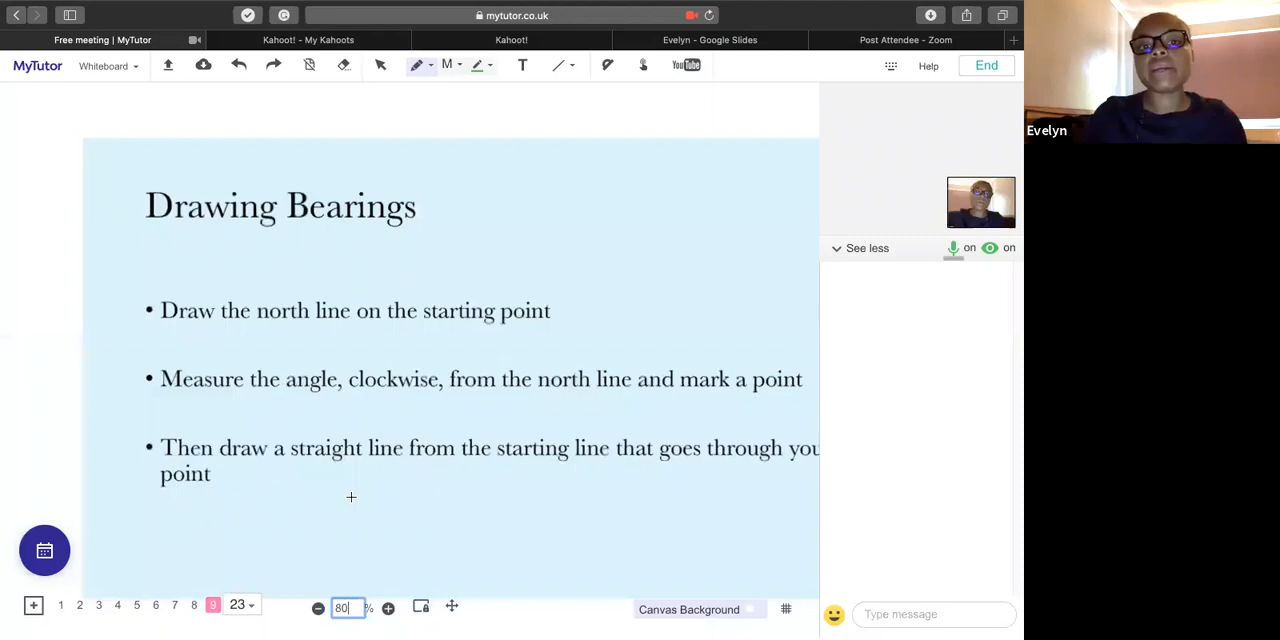 mytutor.co.uk
Free meeting | MyTutor
Kahoot! - My Kahoots
Kahoot!
Evelyn - Google Slides
Post Attendee - Zoom
MyTutor
Whiteboard
M
T
YouTube
Help
End
Evelyn
Drawing Bearings
See less
on
on
• Draw the north line on the starting point
• Measure the angle, clockwise, from the north line and mark a point
• Then draw a straight line from the starting line that goes through you
point
1 2 3 4 5 6 7 8 9 23
80 %
Canvas Background
Type message